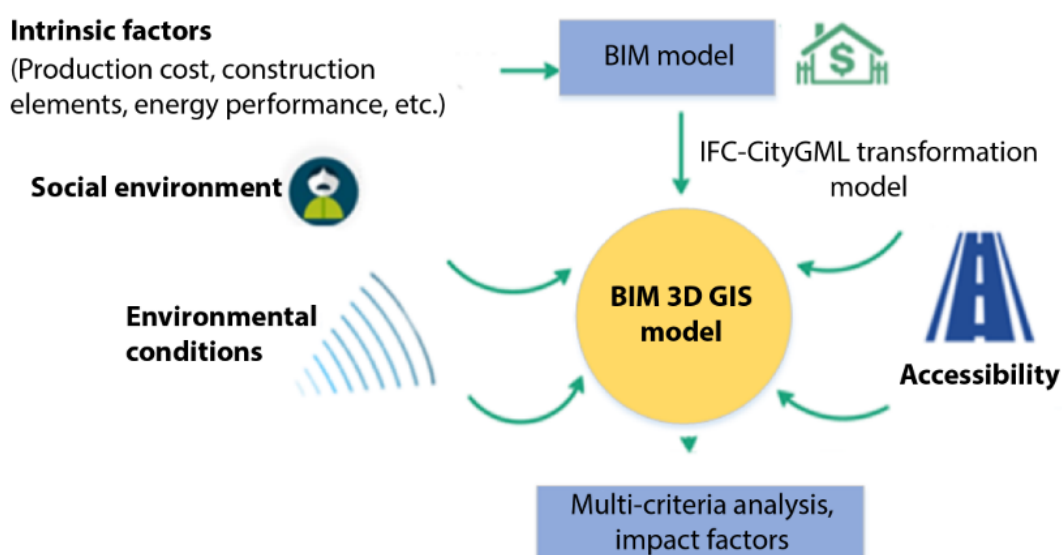 Intrinsic factors
(Production cost, construction
elements, energy performance, etc.)
BIM model
$
IFC-CityGML transformation
model
Social environment
Environmental
conditions
BIM 3D GIS
model
Accessibility
Multi-criteria analysis,
impact factors